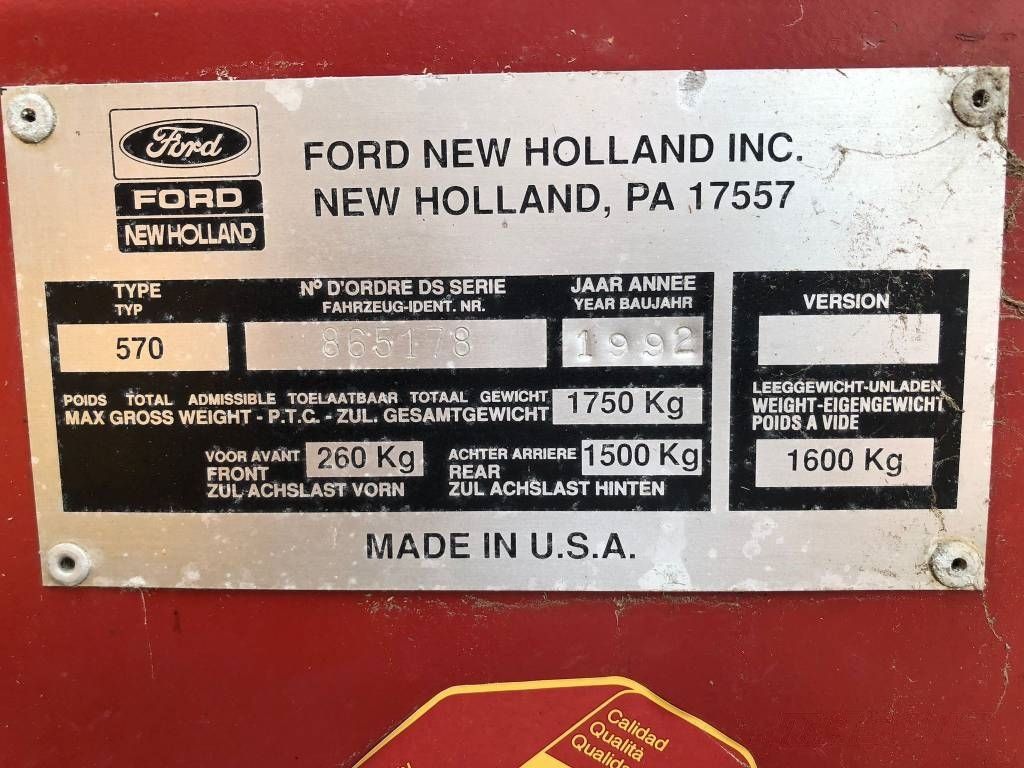 Ford
FORD
NEW HOLLAND
FORD NEW HOLLAND INC.
NEW HOLLAND, PA 17557
TYPE
TYP
570
Nº D'ORDRE DS SERIE
FAHRZEUG-IDENT. NR.
865178
JAAR ANNÉE
YEAR BAUJAHR
1992
VERSION
POIDS TOTAL ADMISSIBLE TOELAATBAAR TOTAAL GEWICHT
MAX GROSS WEIGHT - P.T.C. - ZUL. GESAMTGEWICHT
1750 Kg
VOOR AVANT
FRONT
ZUL ACHSLAST VORN
260 Kg
ACHTER ARRIERE
REAR
ZUL ACHSLAST HINTEN
1500 Kg
LEEGGEWICHT-UNLADEN
WEIGHT-EIGENGEWICHT
POIDS A VIDE
1600 Kg
MADE IN U.S.A.
Calidad
Qualità